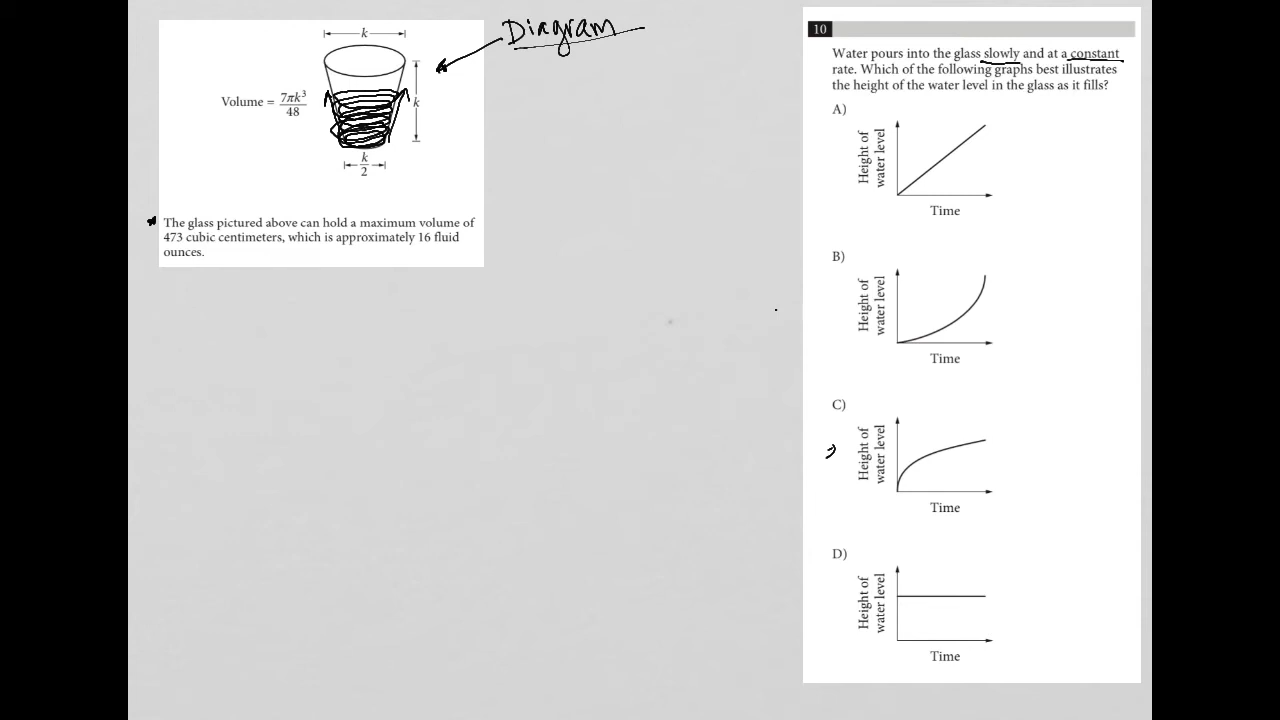 Diagram
k
Volume = 7πk³/48
k
k/2
The glass pictured above can hold a maximum volume of
473 cubic centimeters, which is approximately 16 fluid
ounces.
10
Water pours into the glass slowly and at a constant
rate. Which of the following graphs best illustrates
the height of the water level in the glass as it fills?
A)
Height of
water level
Time
B)
Height of
water level
Time
C)
Height of
water level
Time
D)
Height of
water level
Time